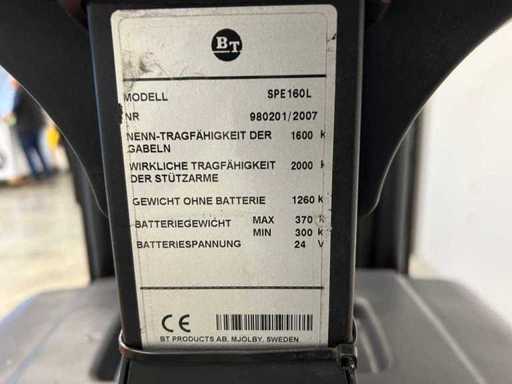 BT
MODELL SPE160L
NR 980201/2007
NENN-TRAGFÄHIGKEIT DER 1600 k
GABELN
WIRKLICHE TRAGFÄHIGKEIT 2000 k
DER STÜTZARME
GEWICHT OHNE BATTERIE 1260 k
BATTERIEGEWICHT MAX 370 k
MIN 300 k
BATTERIESPANNUNG 24 V
CE
BT PRODUCTS AB, MJÖLBY, SWEDEN